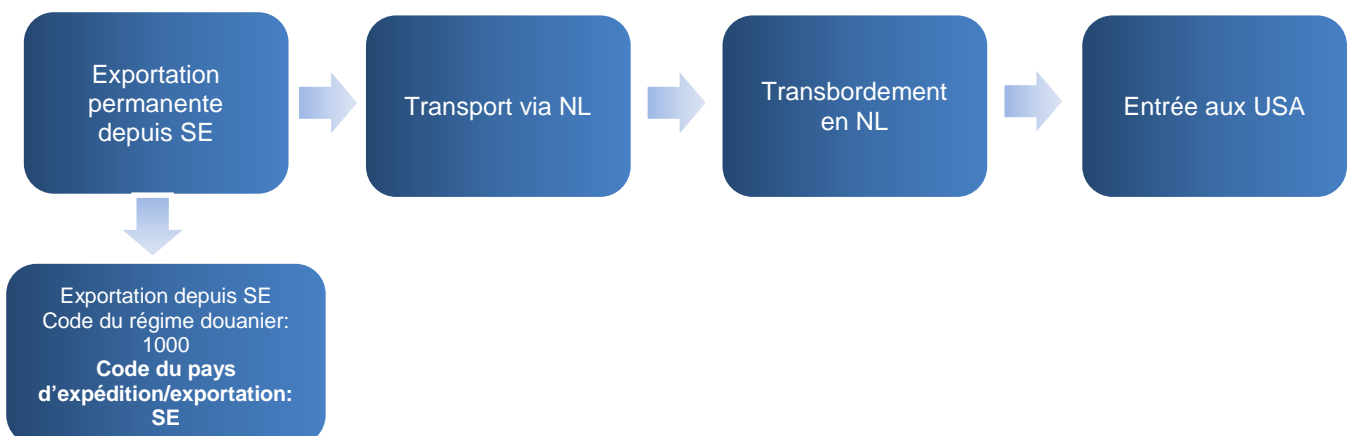 Exportation
permanente
depuis SE
Transport via NL
Transbordement
en NL
Entrée aux USA
Exportation depuis SE
Code du régime douanier:
1000
Code du pays
d'expédition/exportation:
SE